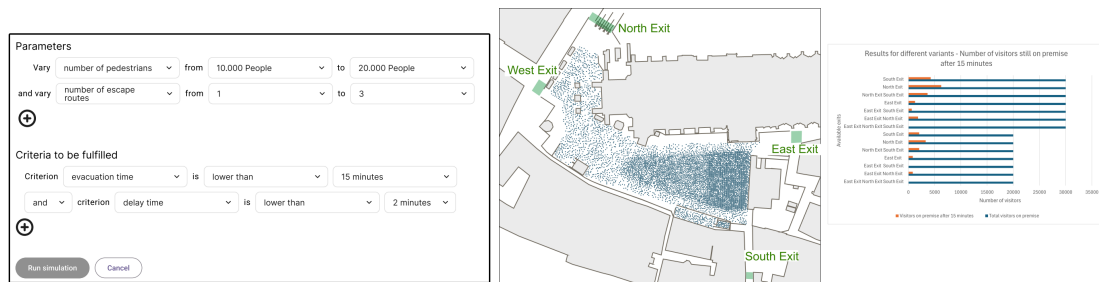 Parameters
Vary number of pedestrians from 10.000 People to 20.000 People
and vary number of escape routes from 1 to 3
Criteria to be fulfilled
Criterion evacuation time is lower than 15 minutes
and criterion delay time is lower than 2 minutes
Run simulation Cancel
North Exit
West Exit
East Exit
South Exit
Results for different variants - Number of visitors still on premise
after 15 minutes
Available exits
South Exit
North Exit
North Exit South Exit
East Exit
East Exit South Exit
East Exit North Exit
East Exit North Exit South Exit
South Exit
North Exit
North Exit South Exit
East Exit
East Exit South Exit
East Exit North Exit
East Exit North Exit South Exit
0 5000 10000 15000 20000 25000 30000 35000
Number of visitors
Visitors on premise after 15 minutes Total visitors on premise